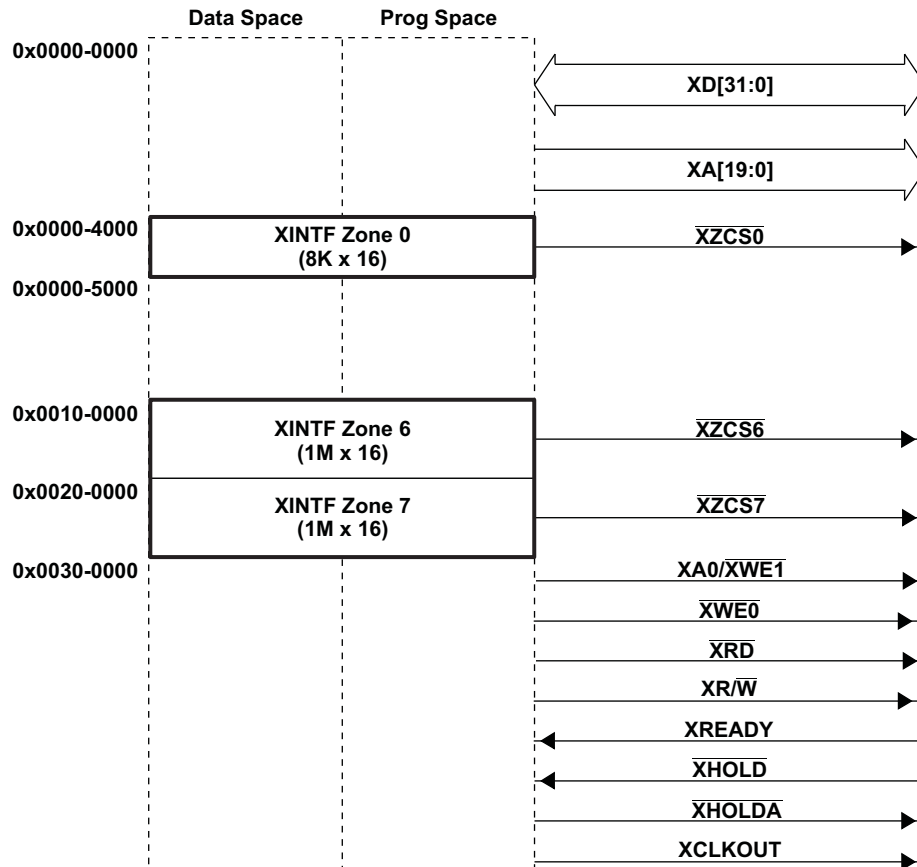 Data Space Prog Space
0x0000-0000
XD[31:0]
XA[19:0]
0x0000-4000
XINTF Zone 0
(8K x 16)
XZCS0
0x0000-5000
0x0010-0000
XINTF Zone 6
(1M x 16)
XZCS6
0x0020-0000
XINTF Zone 7
(1M x 16)
XZCS7
0x0030-0000
XA0/XWE1
XWE0
XRD
XR/W
XREADY
XHOLD
XHOLDA
XCLKOUT